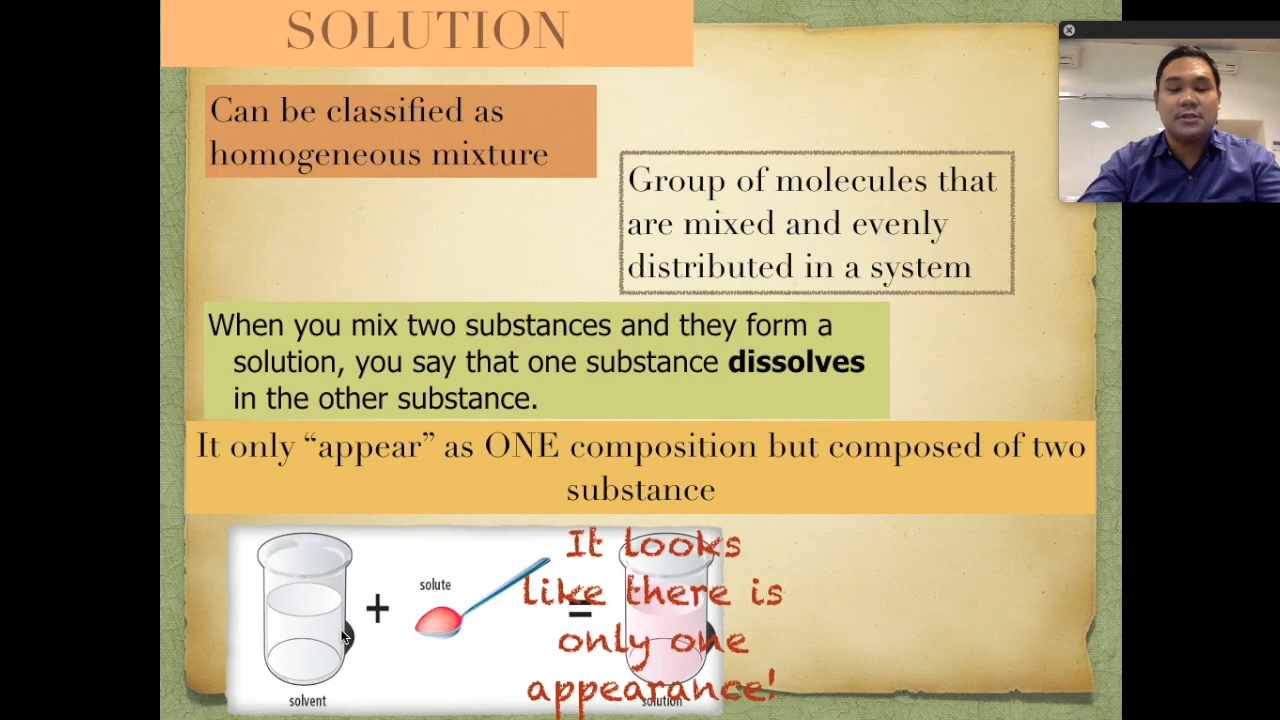 SOLUTION
Can be classified as
homogeneous mixture
Group of molecules that
are mixed and evenly
distributed in a system
When you mix two substances and they form a
solution, you say that one substance dissolves
in the other substance.
It only “appear” as ONE composition but composed of two
substance
solute
+
=
It looks
like there is
only one
appearance!
solvent
solution